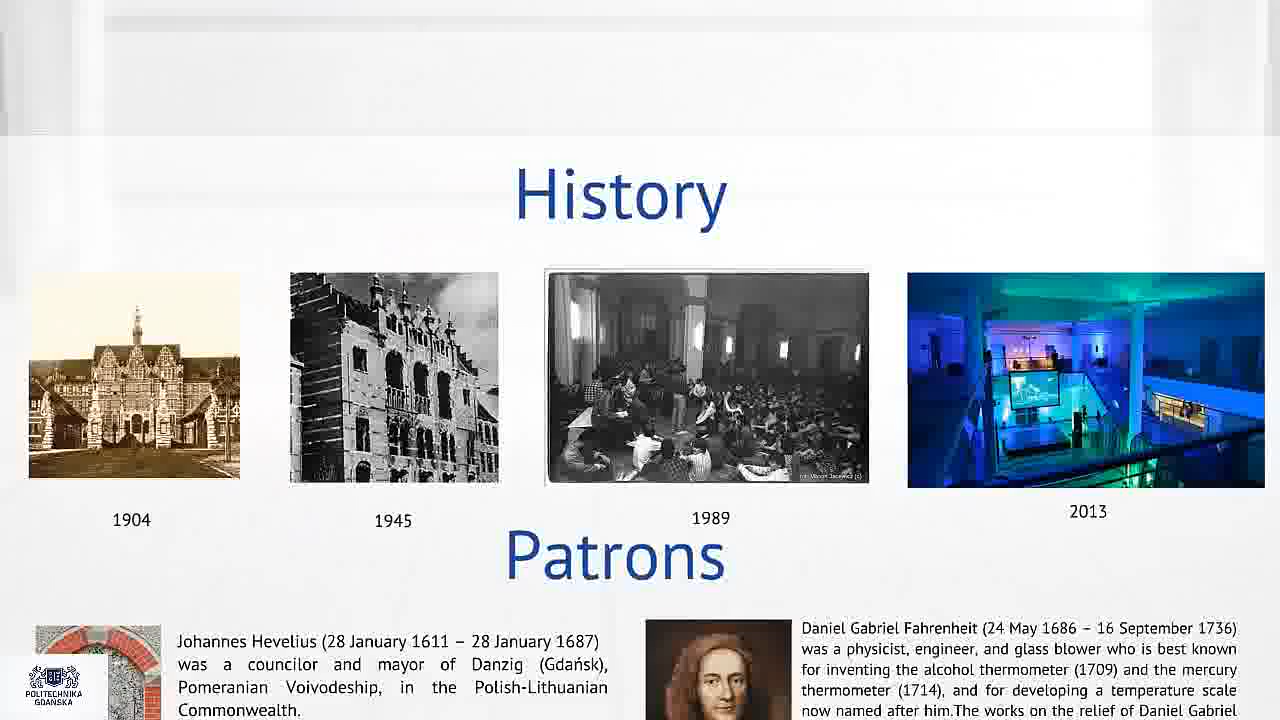 History
1904
1945
1989
2013
Patrons
Johannes Hevelius (28 January 1611 – 28 January 1687)
was a councilor and mayor of Danzig (Gdańsk),
Pomeranian Voivodeship, in the Polish-Lithuanian
Commonwealth.
Daniel Gabriel Fahrenheit (24 May 1686 – 16 September 1736)
was a physicist, engineer, and glass blower who is best known
for inventing the alcohol thermometer (1709) and the mercury
thermometer (1714), and for developing a temperature scale
now named after him.The works on the relief of Daniel Gabriel
POLITECHNIKA
GDAŃSKA